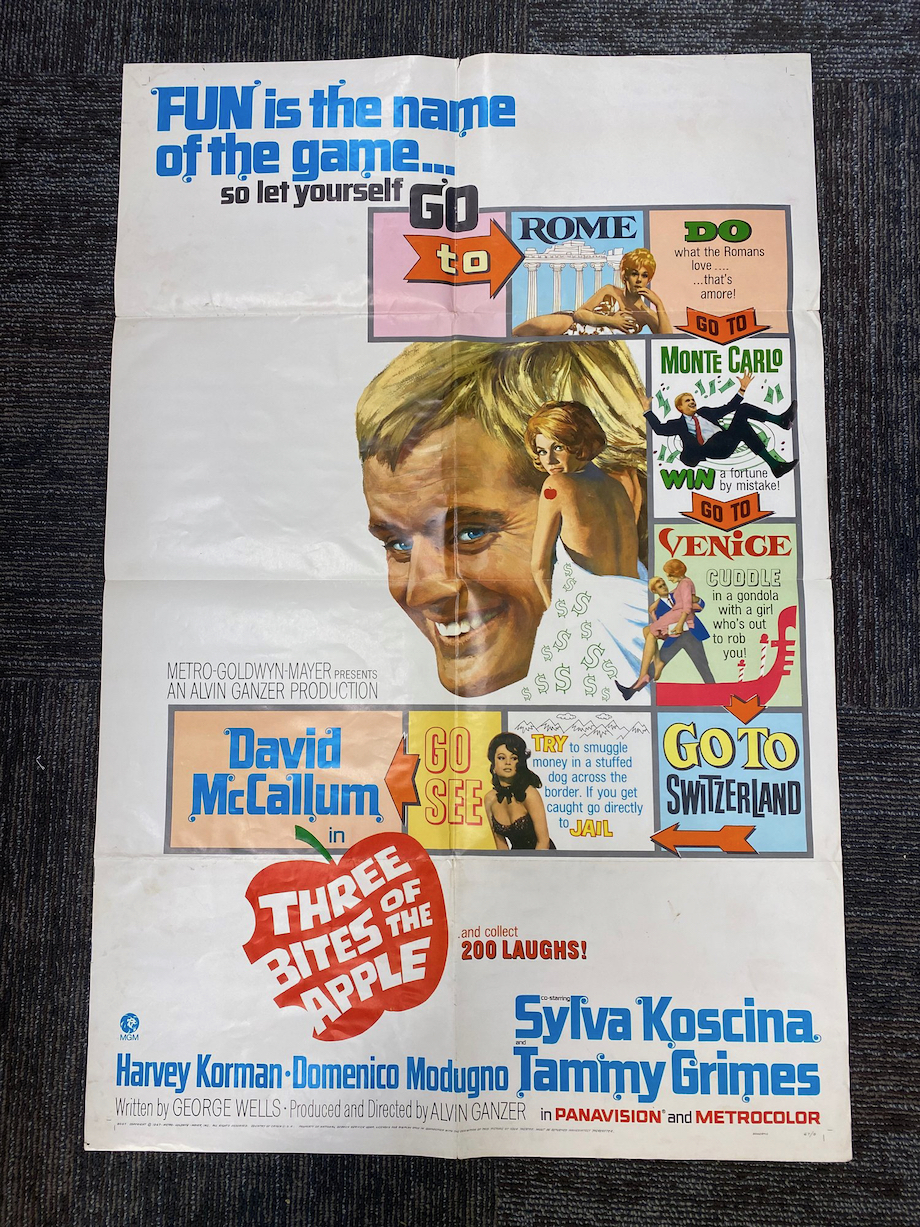 FUN is the name
of the game...
so let yourself GO
to
ROME
DO
what the Romans
love....
...that's
amore!
GO TO
MONTE CARLO
WIN a fortune
by mistake!
GO TO
VENiCE
CUDDLE
in a gondola
with a girl
who's out
to rob
you!
GO TO
SWiTZERLAND
TRY to smuggle
money in a stuffed
dog across the
border. If you get
caught go directly
to JAIL
GO
SEE
METRO-GOLDWYN-MAYER PRESENTS
AN ALVIN GANZER PRODUCTION
David
McCallum
in
THREE
BITES OF
THE
APPLE
..and collect
200 LAUGHS!
co-starring
Sylva Koscina
and
Tammy Grimes
MGM
Harvey Korman · Domenico Modugno
Written by GEORGE WELLS · Produced and Directed by ALVIN GANZER
in PANAVISION® and METROCOLOR